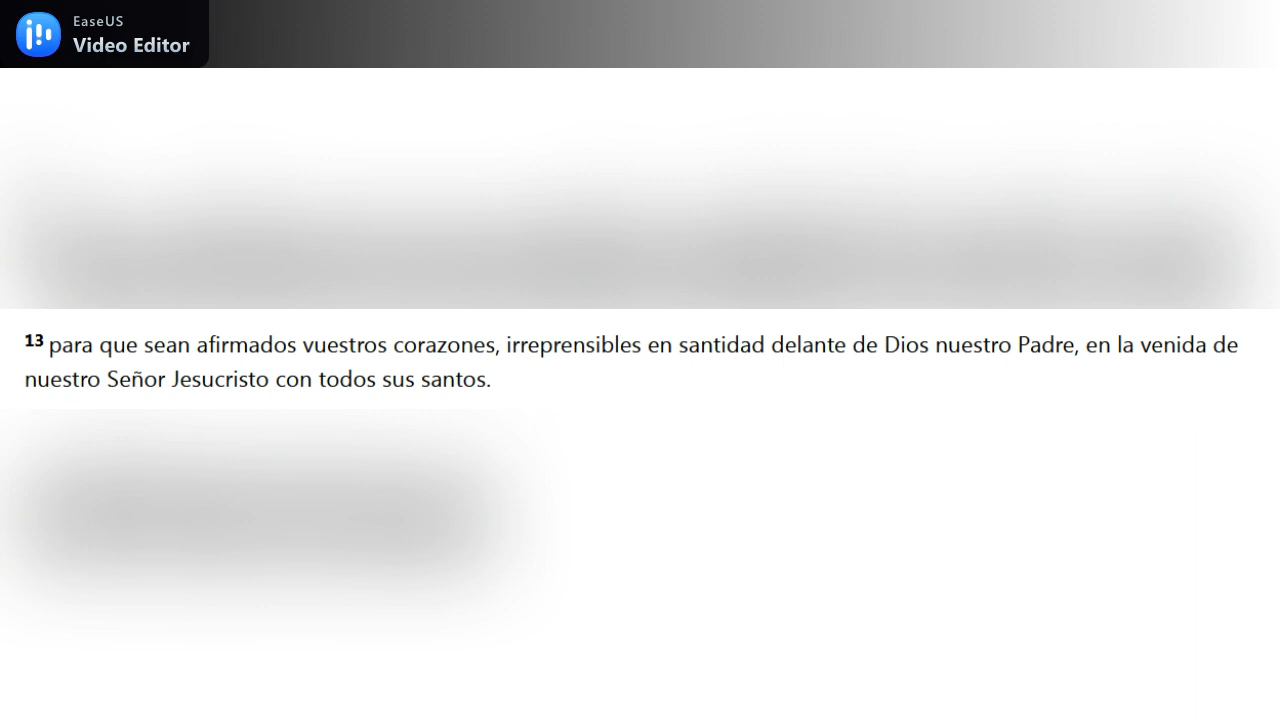 EaseUS
Video Editor
13 para que sean afirmados vuestros corazones, irreprensibles en santidad delante de Dios nuestro Padre, en la venida de
nuestro Señor Jesucristo con todos sus santos.